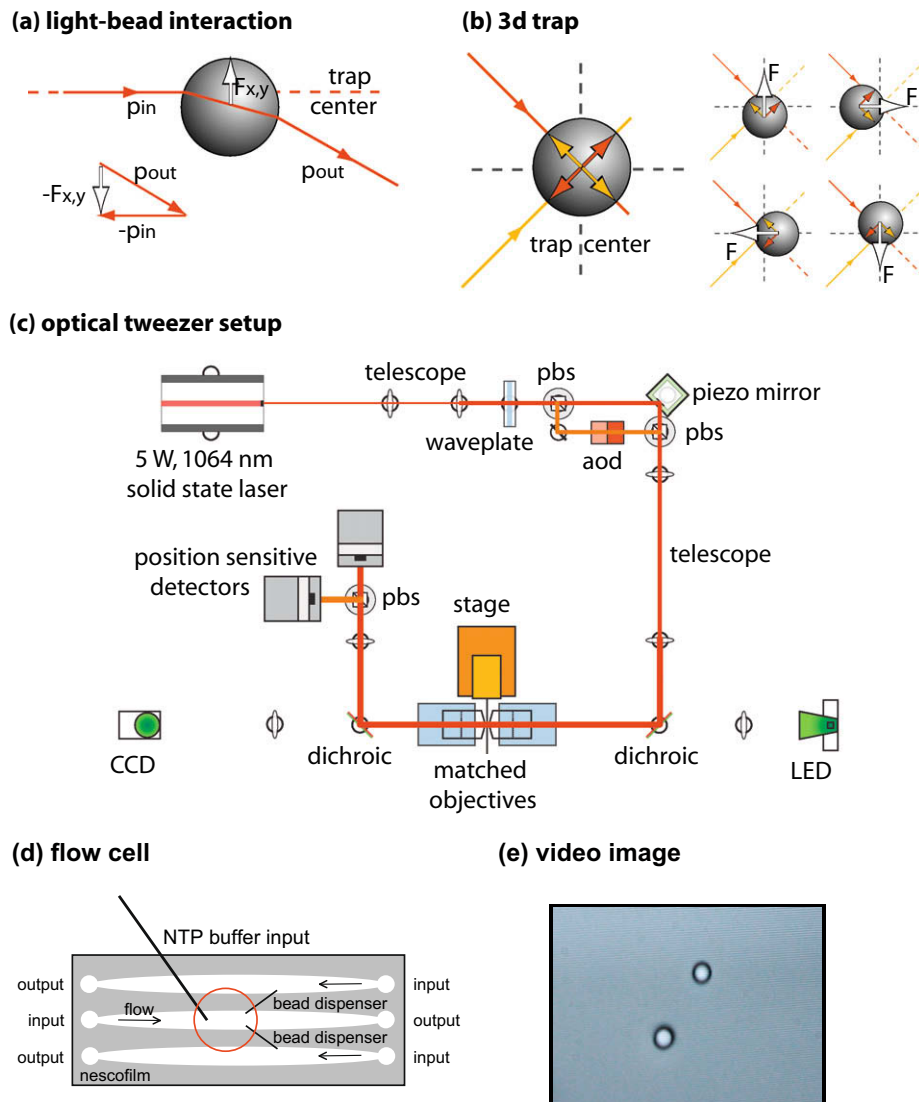 (a) light-bead interaction
(b) 3d trap
Fx,y
trap
center
pin
pout
-Fx,y
pout
-pin
trap center
F
F
F
F
(c) optical tweezer setup
telescope
pbs
piezo mirror
waveplate
pbs
aod
5 W, 1064 nm
solid state laser
position sensitive
detectors
telescope
stage
pbs
dichroic
dichroic
CCD
matched
objectives
LED
(d) flow cell
(e) video image
NTP buffer input
output
input
bead dispenser
input
flow
output
bead dispenser
output
input
nescofilm